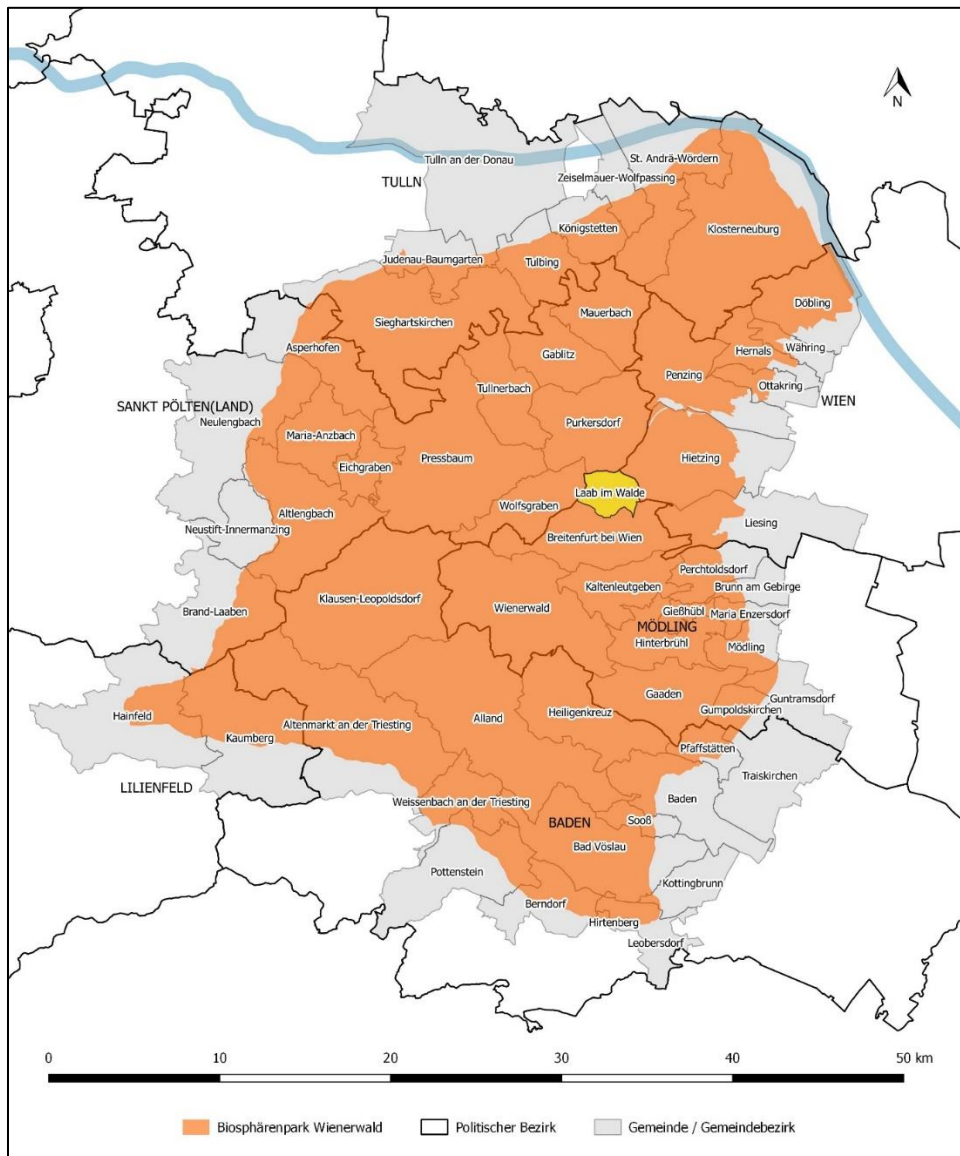 N
Tulln an der Donau
St. Andrä-Wördern
TULLN
Zeiselmauer-Wolfpassing
Königstetten
Klosterneuburg
Judenau-Baumgarten
Tulbing
Döbling
Mauerbach
Sieghartskirchen
Asperhofen
Gablitz
Hernals
Währing
Penzing
Ottakring
Tullnerbach
WIEN
SANKT PÖLTEN(LAND)
Neulengbach
Purkersdorf
Maria-Anzbach
Eichgraben
Pressbaum
Hietzing
Laab im Walde
Wolfsgraben
Altlengbach
Liesing
Neustift-Innermanzing
Breitenfurt bei Wien
Perchtoldsdorf
Kaltenleutgeben
Brunn am Gebirge
Klausen-Leopoldsdorf
Wienerwald
Brand-Laaben
Gießhübl
Maria Enzersdorf
MÖDLING
Hinterbrühl
Mödling
Gaaden
Guntramsdorf
Gumpoldskirchen
Hainfeld
Heiligenkreuz
Alland
Altenmarkt an der Triesting
Kaumberg
Pfaffstätten
Traiskirchen
LILIENFELD
Baden
Weissenbach an der Triesting
Sooß
BADEN
Bad Vöslau
Pottenstein
Kottingbrunn
Berndorf
Hirtenberg
Leobersdorf
0 10 20 30 40 50 km
Biosphärenpark Wienerwald Politischer Bezirk Gemeinde / Gemeindebezirk